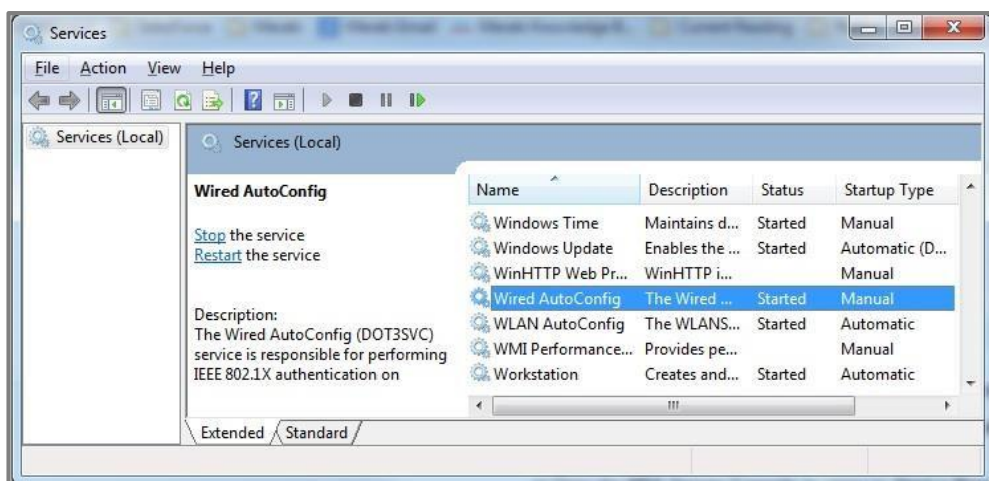 Services
File Action View Help
Services (Local)
Services (Local)
Wired AutoConfig
Stop the service
Restart the service
Description:
The Wired AutoConfig (DOT3SVC)
service is responsible for performing
IEEE 802.1X authentication on
Name Description Status Startup Type
Windows Time Maintains d... Started Manual
Windows Update Enables the ... Started Automatic (D...
WinHTTP Web Pr... WinHTTP i... Manual
Wired AutoConfig The Wired ... Started Manual
WLAN AutoConfig The WLANS... Started Automatic
WMI Performance... Provides pe... Manual
Workstation Creates and... Started Automatic
Extended Standard